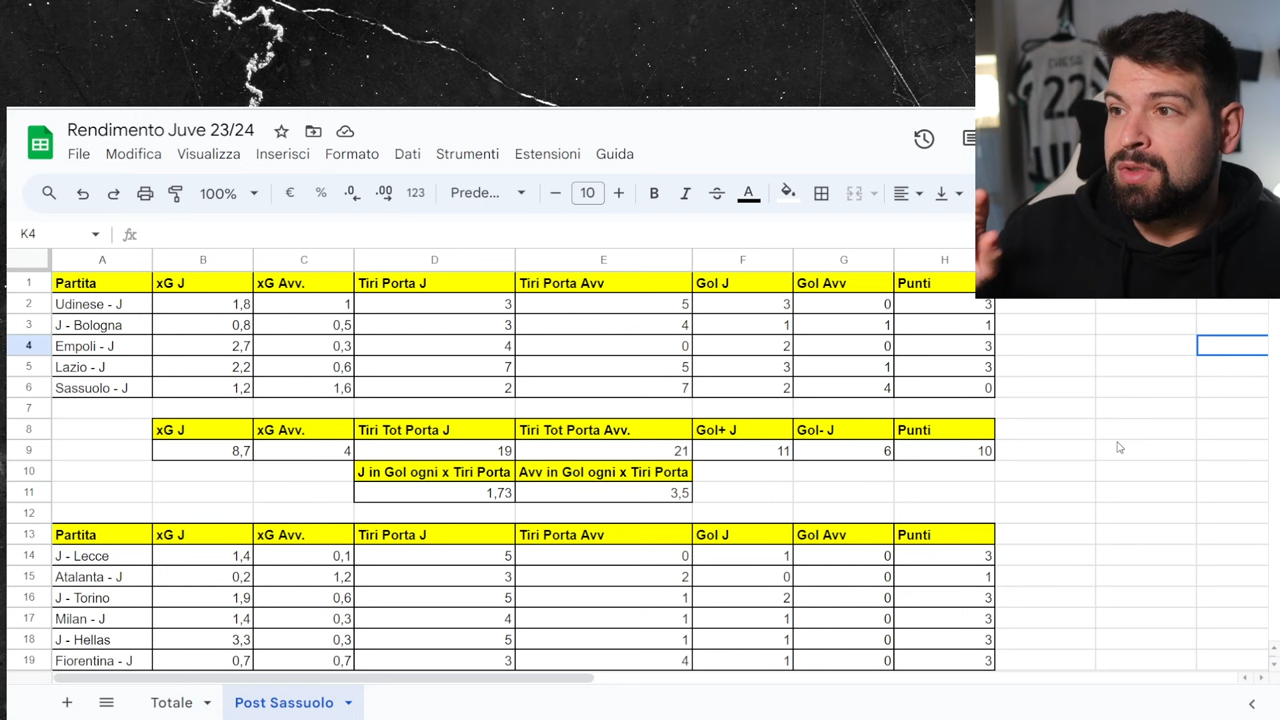 Rendimento Juve 23/24
File Modifica Visualizza Inserisci Formato Dati Strumenti Estensioni Guida
100% € % .0 .00 123 Prede... 10 B I A
K4 fx
A B C D E F G H
1 Partita xG J xG Avv. Tiri Porta J Tiri Porta Avv Gol J Gol Avv Punti
2 Udinese - J 1,8 1 3 5 3 0 3
3 J - Bologna 0,8 0,5 3 4 1 1 1
4 Empoli - J 2,7 0,3 4 0 2 0 3
5 Lazio - J 2,2 0,6 7 5 3 1 3
6 Sassuolo - J 1,2 1,6 2 7 2 4 0
7
8 xG J xG Avv. Tiri Tot Porta J Tiri Tot Porta Avv. Gol+ J Gol- J Punti
9 8,7 4 19 21 11 6 10
10 J in Gol ogni x Tiri Porta Avv in Gol ogni x Tiri Porta
11 1,73 3,5
12
13 Partita xG J xG Avv. Tiri Porta J Tiri Porta Avv Gol J Gol Avv Punti
14 J - Lecce 1,4 0,1 5 0 1 0 3
15 Atalanta - J 0,2 1,2 3 2 0 0 1
16 J - Torino 1,9 0,6 5 1 2 0 3
17 Milan - J 1,4 0,3 4 1 1 0 3
18 J - Hellas 3,3 0,3 5 1 1 0 3
19 Fiorentina - J 0,7 0,7 3 4 1 0 3
Totale Post Sassuolo
22